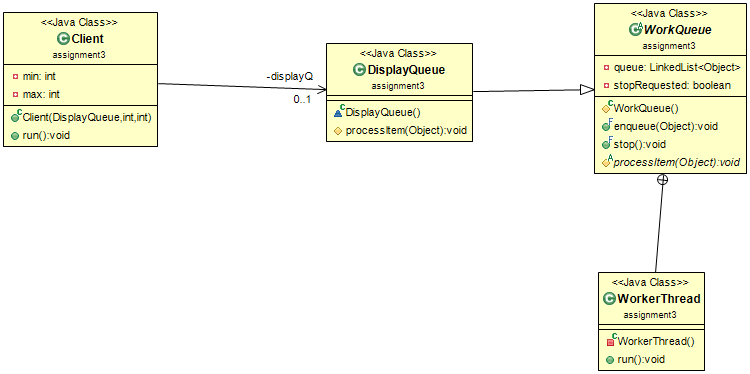 <<Java Class>>
Client
assignment3
min: int
max: int
Client(DisplayQueue,int,int)
run():void
-displayQ
0..1
<<Java Class>>
DisplayQueue
assignment3
DisplayQueue()
processItem(Object):void
<<Java Class>>
WorkQueue
assignment3
queue: LinkedList<Object>
stopRequested: boolean
WorkQueue()
enqueue(Object):void
stop():void
processItem(Object):void
<<Java Class>>
WorkerThread
assignment3
WorkerThread()
run():void